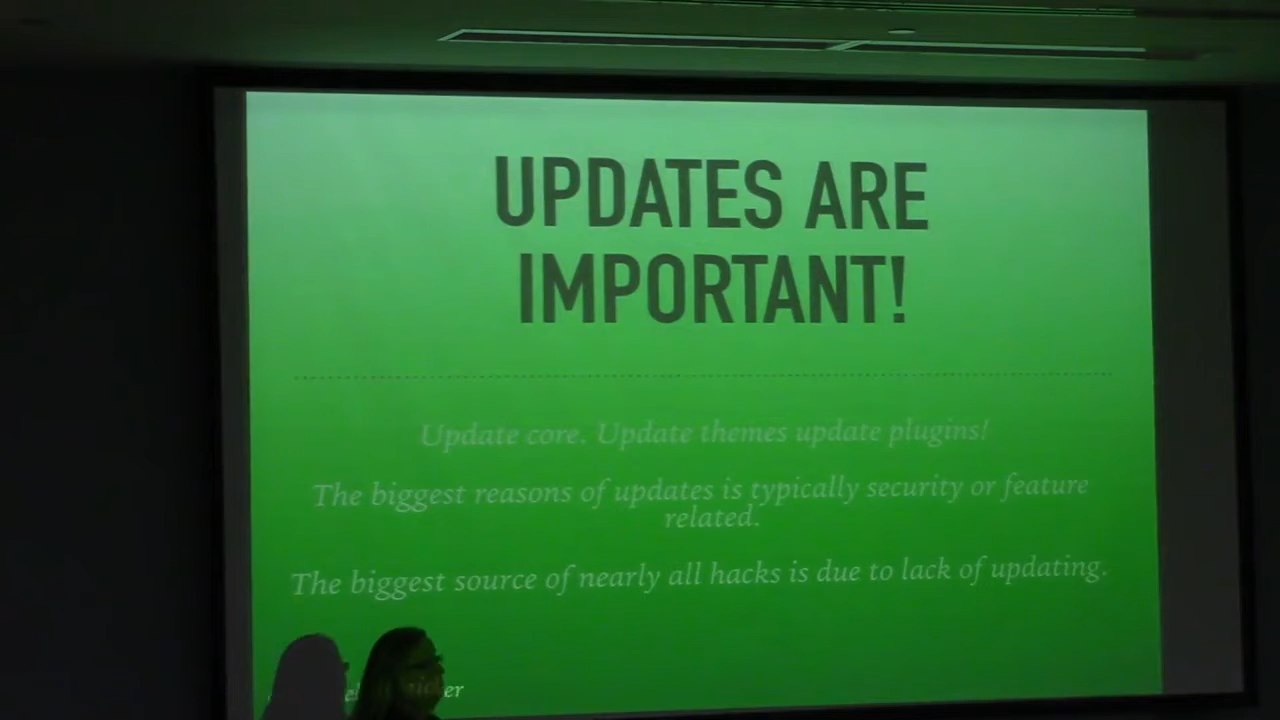 UPDATES ARE
IMPORTANT!
Update core. Update themes update plugins!
The biggest reasons of updates is typically security or feature
related.
The biggest source of nearly all hacks is due to lack of updating.